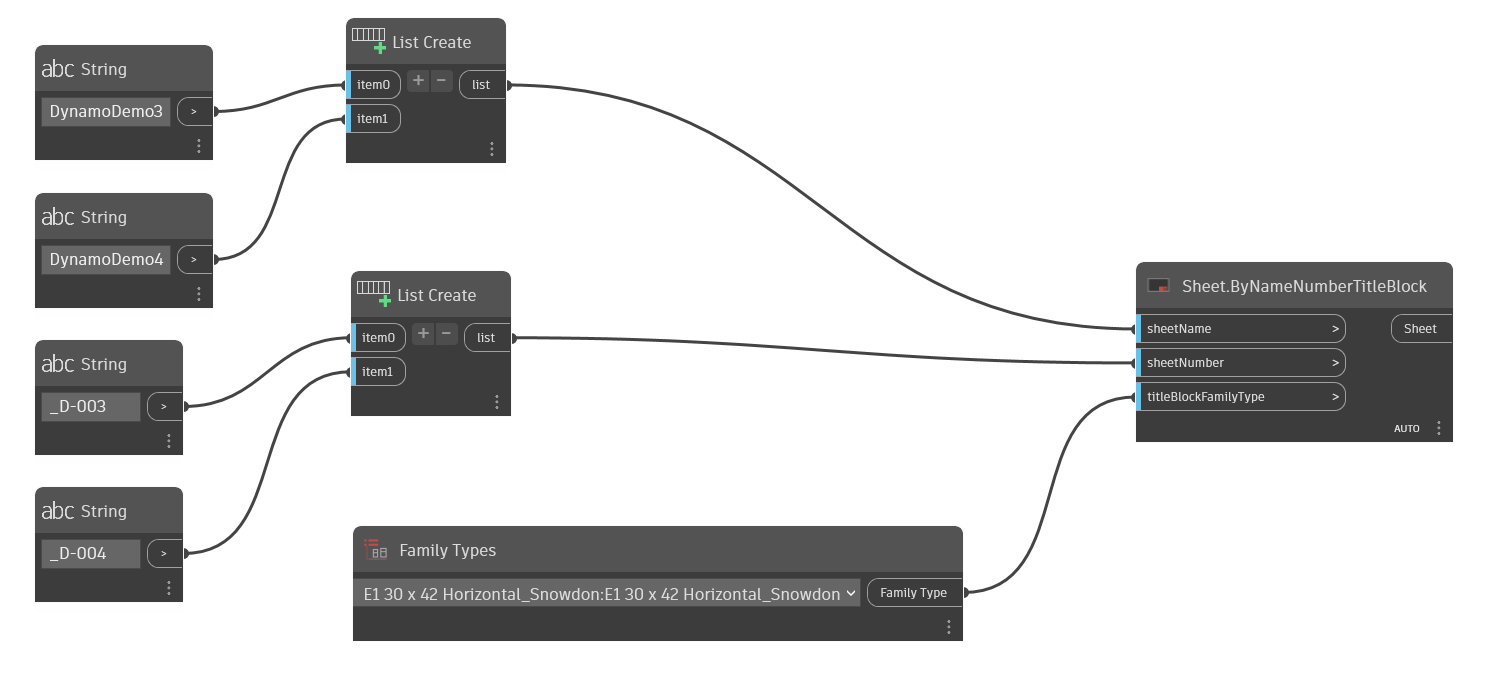 abc String
DynamoDemo3 >
abc String
DynamoDemo4 >
abc String
_D-003 >
abc String
_D-004 >
List Create
item0 + − list
item1
List Create
item0 + − list
item1
Family Types
E1 30 x 42 Horizontal_Snowdon:E1 30 x 42 Horizontal_Snowdon Family Type
Sheet.ByNameNumberTitleBlock
sheetName > Sheet
sheetNumber >
titleBlockFamilyType >
AUTO